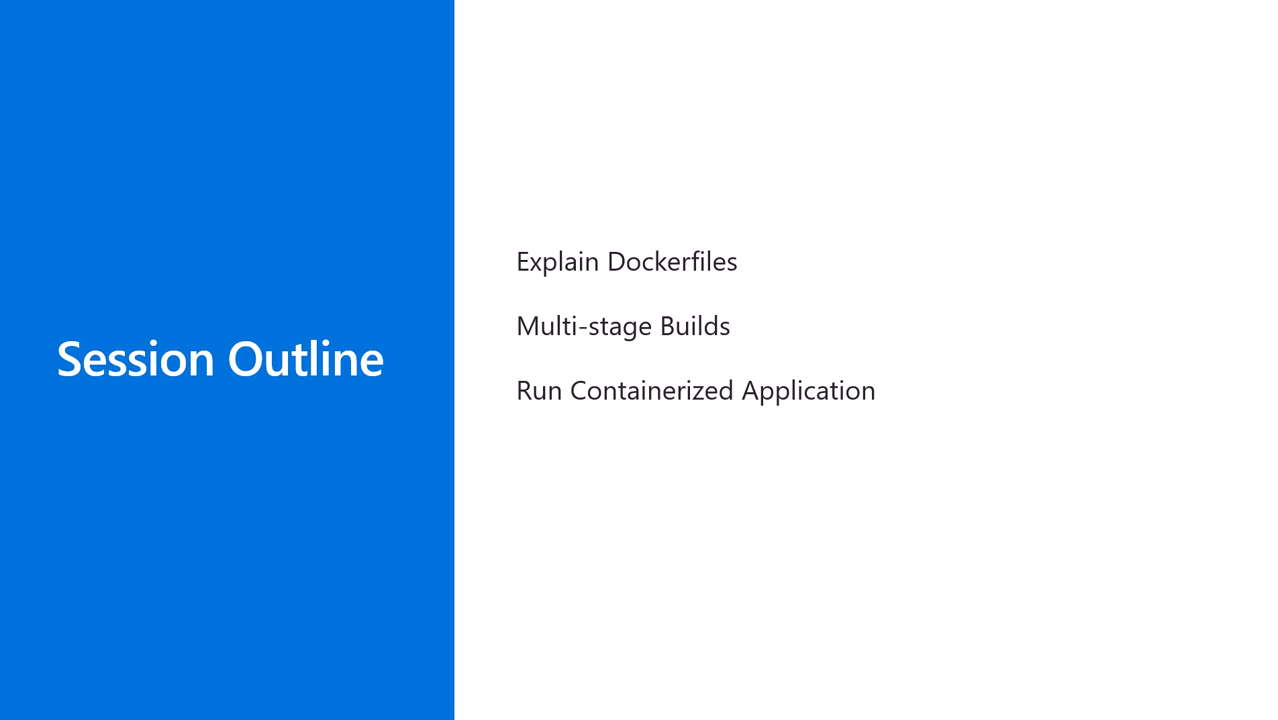 Session Outline
Explain Dockerfiles
Multi-stage Builds
Run Containerized Application